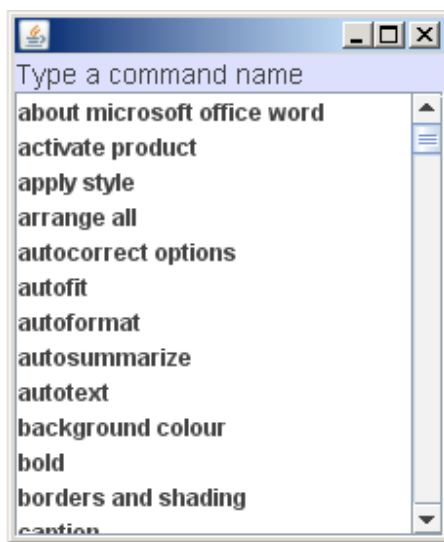 Type a command name
about microsoft office word
activate product
apply style
arrange all
autocorrect options
autofit
autoformat
autosummarize
autotext
background colour
bold
borders and shading
caption